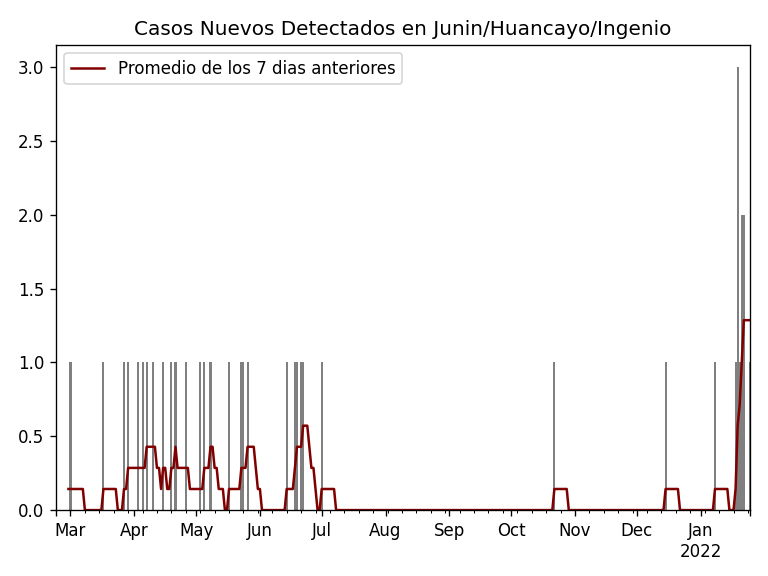 Casos Nuevos Detectados en Junin/Huancayo/Ingenio
Promedio de los 7 dias anteriores
3.0
2.5
2.0
1.5
1.0
0.5
0.0
Mar Apr May Jun Jul Aug Sep Oct Nov Dec Jan
2022